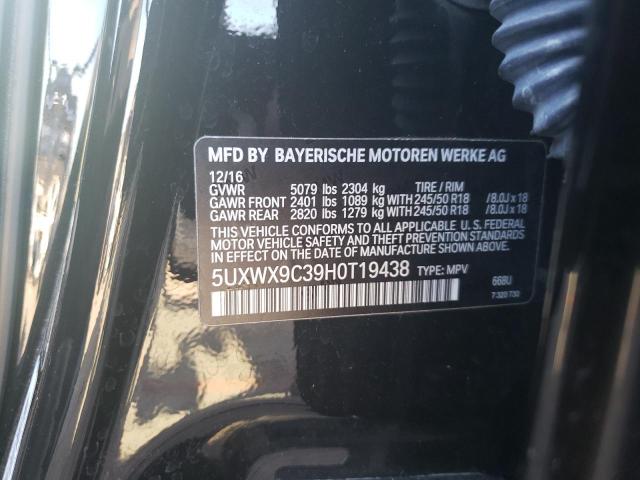 MFD BY BAYERISCHE MOTOREN WERKE AG
12/16
GVWR 5079 lbs 2304 kg TIRE / RIM
GAWR FRONT 2401 lbs 1089 kg WITH 245/50 R18 / 8.0J x 18
GAWR REAR 2820 lbs 1279 kg WITH 245/50 R18 / 8.0J x 18
THIS VEHICLE CONFORMS TO ALL APPLICABLE U.S. FEDERAL
MOTOR VEHICLE SAFETY AND THEFT PREVENTION STANDARDS
IN EFFECT ON THE DATE OF MANUFACTURE SHOWN ABOVE.
5UXWX9C39H0T19438 TYPE: MPV
668U
7 320 730